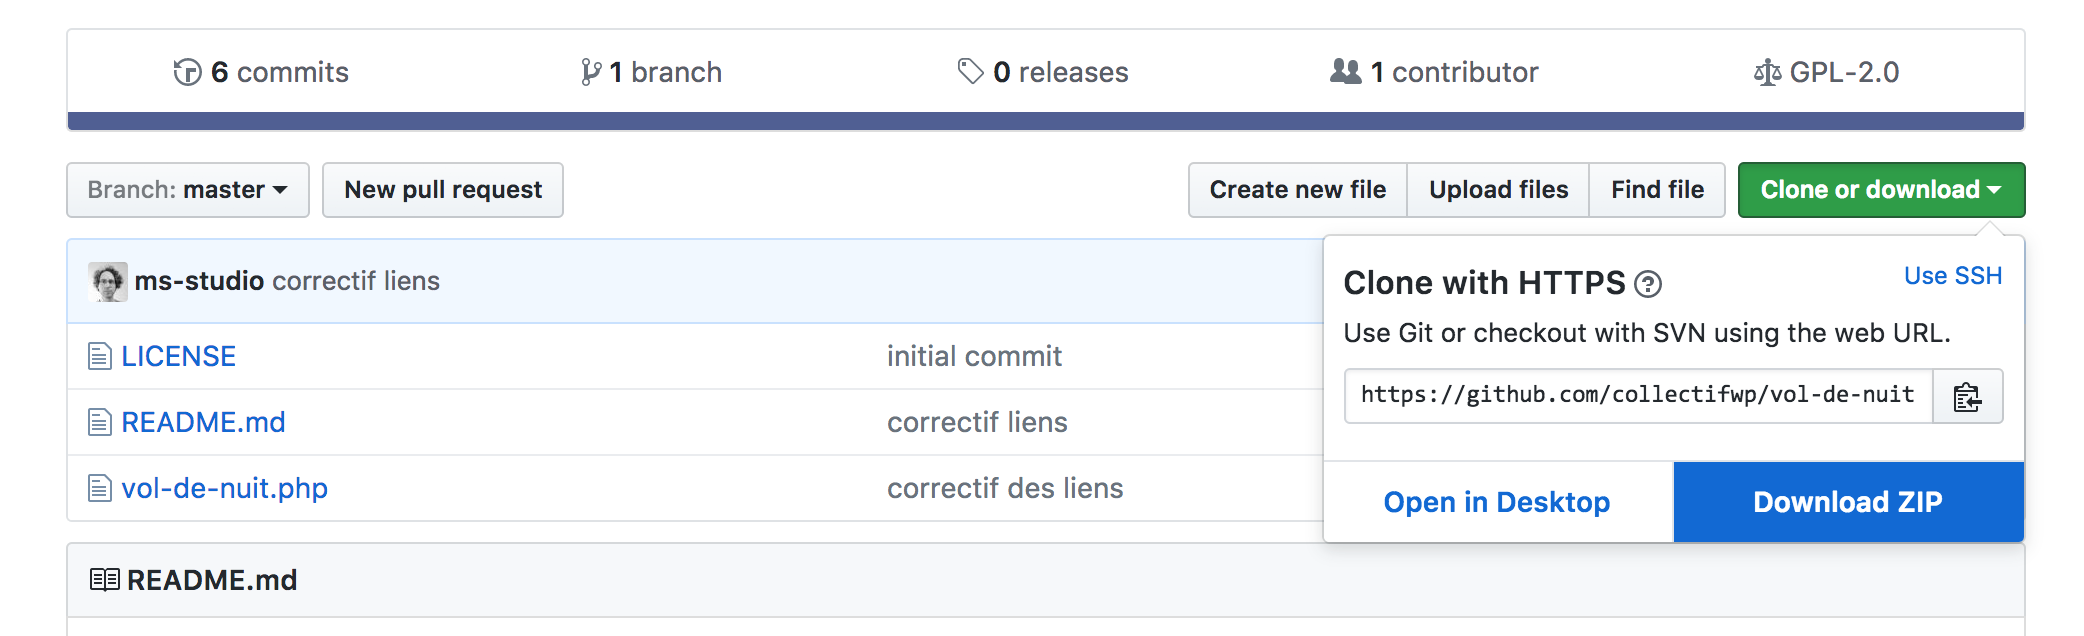 6 commits
1 branch
0 releases
1 contributor
GPL-2.0
Branch: master
New pull request
Create new file
Upload files
Find file
Clone or download
ms-studio correctif liens
Clone with HTTPS
Use SSH
Use Git or checkout with SVN using the web URL.
https://github.com/collectifwp/vol-de-nuit
Open in Desktop
Download ZIP
LICENSE
initial commit
README.md
correctif liens
vol-de-nuit.php
correctif des liens
README.md